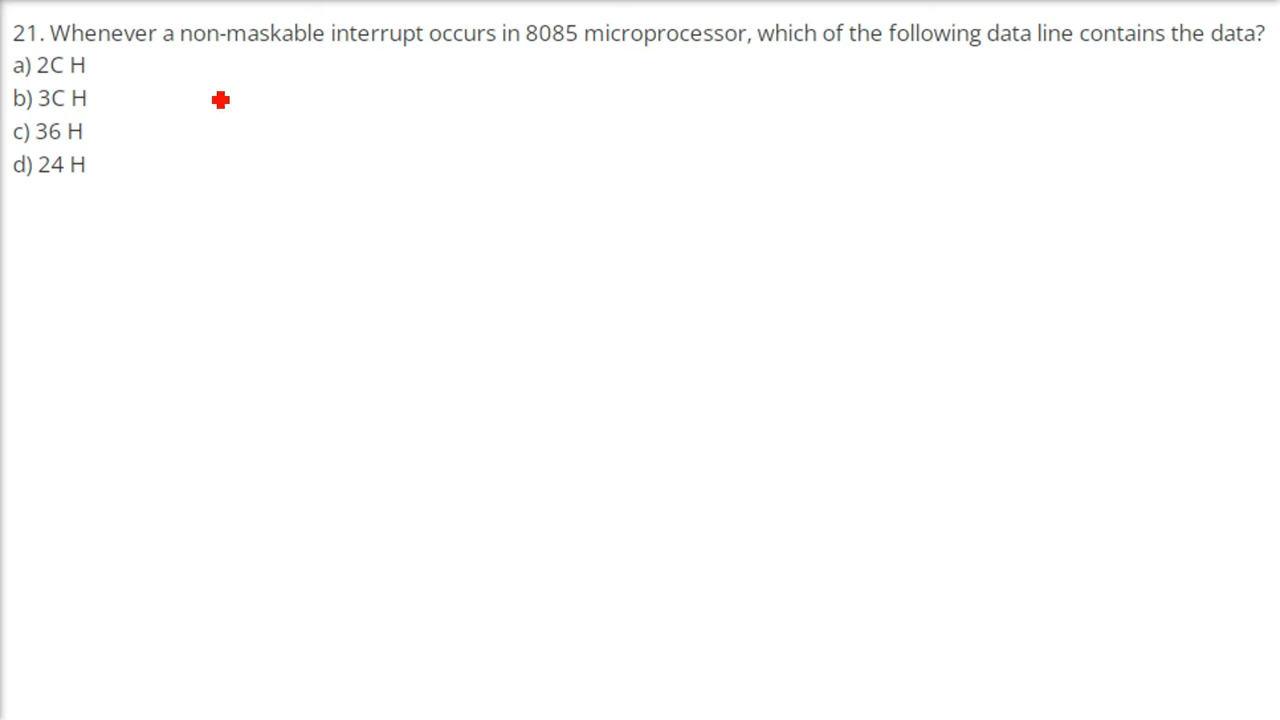 21. Whenever a non-maskable interrupt occurs in 8085 microprocessor, which of the following data line contains the data?
a) 2C H
b) 3C H
c) 36 H
d) 24 H